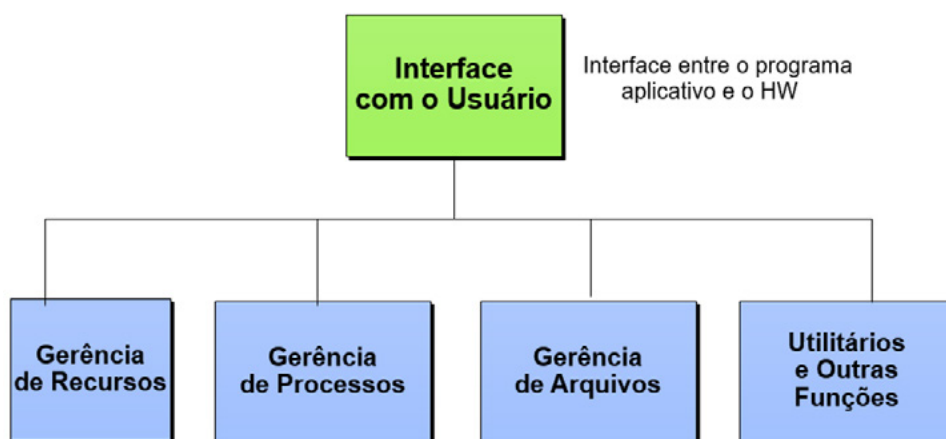 Interface
com o Usuário
Interface entre o programa
aplicativo e o HW
Gerência
de Recursos
Gerência
de Processos
Gerência
de Arquivos
Utilitários
e Outras
Funções